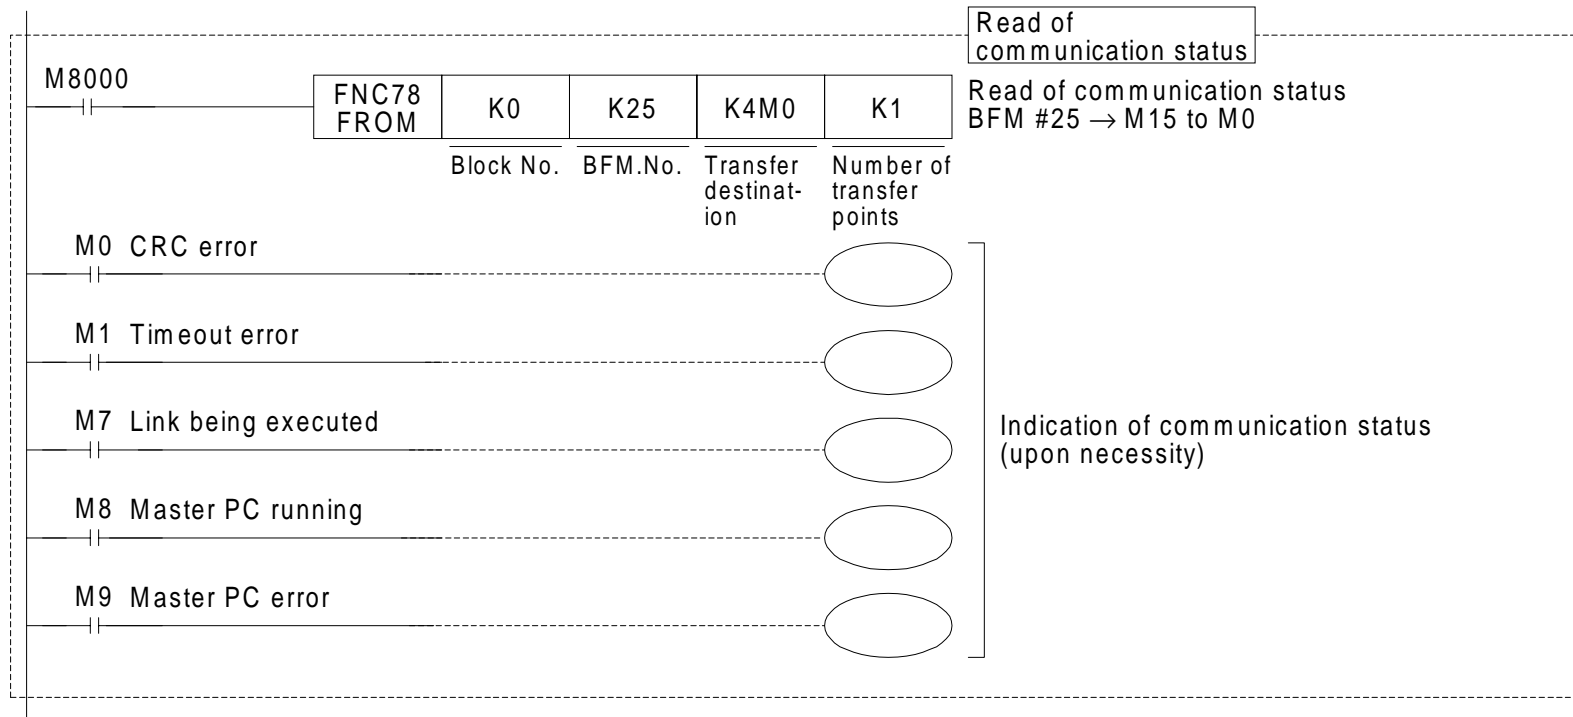 Read of
communication status
M8000
FNC78
FROM
K0
K25
K4M0
K1
Read of communication status
BFM #25 → M15 to M0
Block No.
BFM.No.
Transfer
destinat-
ion
Number of
transfer
points
M0 CRC error
M1 Timeout error
M7 Link being executed
Indication of communication status
(upon necessity)
M8 Master PC running
M9 Master PC error